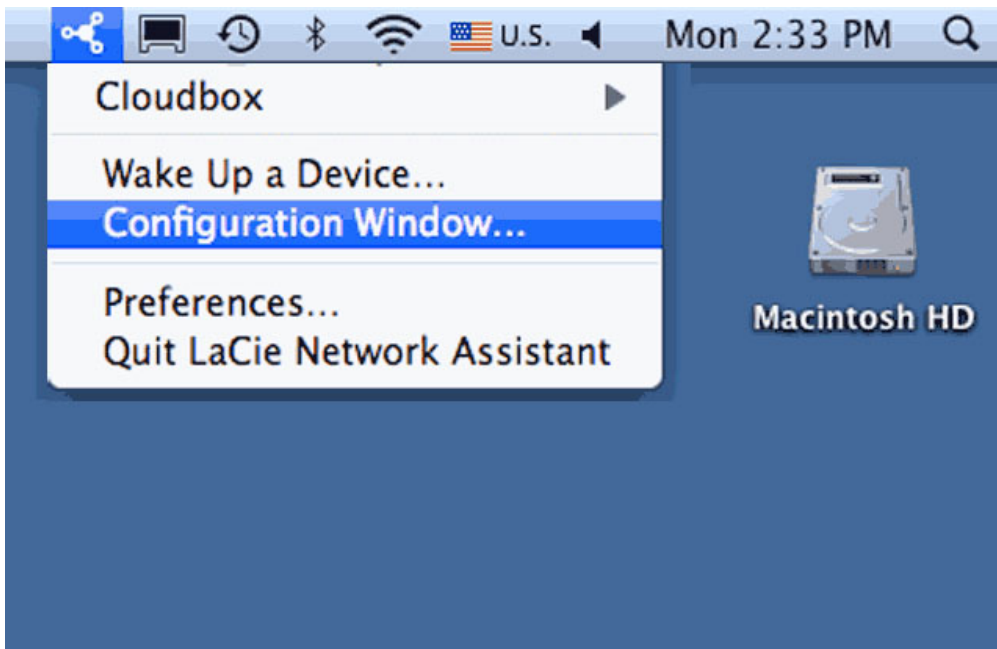 U.S. Mon 2:33 PM
Cloudbox
Wake Up a Device...
Configuration Window...
Preferences...
Quit LaCie Network Assistant
Macintosh HD